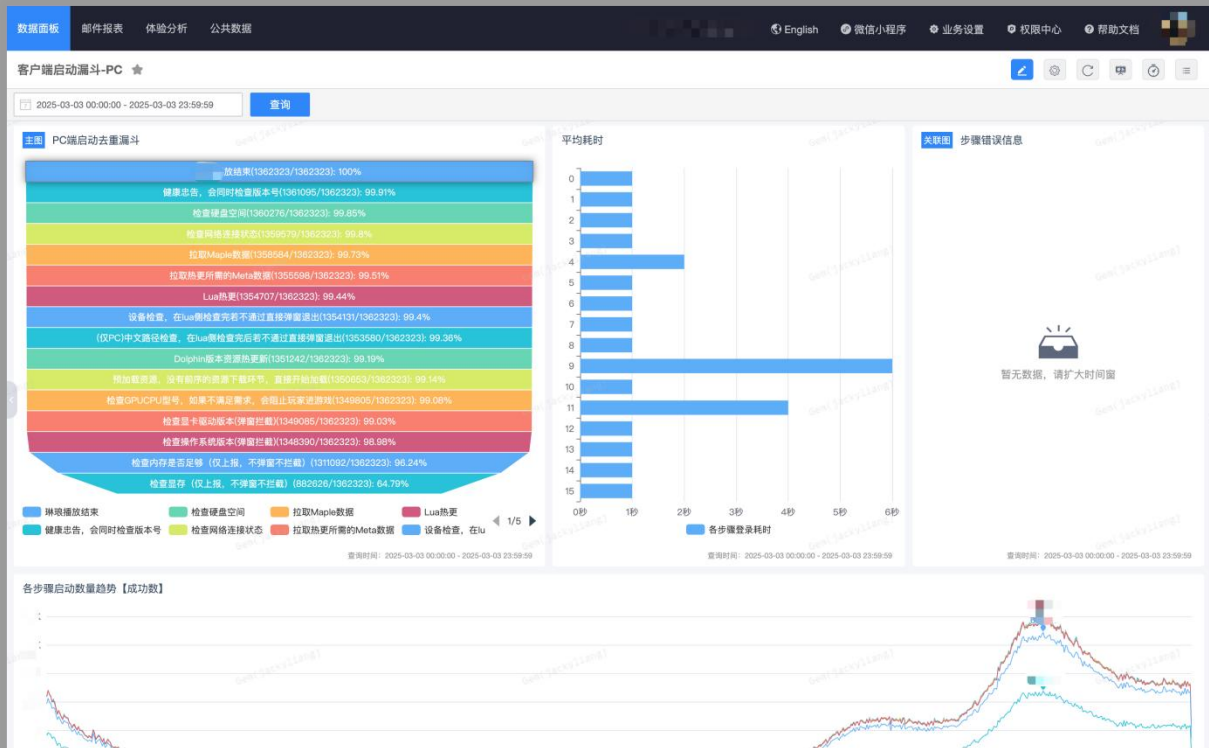 数据面板 邮件报表 体验分析 公共数据 English 微信小程序 业务设置 权限中心 帮助文档
客户端启动漏斗-PC
2025-03-03 00:00:00 - 2025-03-03 23:59:59 查询
主图 PC端启动去重漏斗
放结束(1362323/1362323): 100%
健康忠告，会同时检查版本号(1361095/1362323): 99.91%
检查硬盘空间(1360276/1362323): 99.85%
检查网络连接状态(1359579/1362323): 99.8%
拉取Maple数据(1358584/1362323): 99.73%
拉取热更所需的Meta数据(1355598/1362323): 99.51%
Lua热更(1354707/1362323): 99.44%
设备检查，在lua侧检查完若不通过直接弹窗退出(1354131/1362323): 99.4%
(仅PC)中文路径检查，在lua侧检查完后若不通过直接弹窗退出(1353580/1362323): 99.36%
Dolphin版本资源热更新(1351242/1362323): 99.19%
预加载资源，没有前序的资源下载环节，直接开始加载(1350653/1362323): 99.14%
检查GPUCPU型号，如果不满足需求，会阻止玩家进游戏(1349805/1362323): 99.08%
检查显卡驱动版本(弹窗拦截)(1349085/1362323): 99.03%
检查操作系统版本(弹窗拦截)(1348390/1362323): 98.98%
检查内存是否足够（仅上报，不弹窗不拦截）(1311092/1362323): 96.24%
检查显存（仅上报，不弹窗不拦截）(882626/1362323): 64.79%
琳琅播放结束 检查硬盘空间 拉取Maple数据 Lua热更
健康忠告，会同时检查版本号 检查网络连接状态 拉取热更所需的Meta数据 设备检查，在lu
1/5
查询时间：2025-03-03 00:00:00 - 2025-03-03 23:59:59
平均耗时
0
1
2
3
4
5
6
7
8
9
10
11
12
13
14
15
0秒 1秒 2秒 3秒 4秒 5秒 6秒
各步骤登录耗时
查询时间：2025-03-03 00:00:00 - 2025-03-03 23:59:59
关联图 步骤错误信息
暂无数据，请扩大时间窗
查询时间：2025-03-03 00:00:00 - 2025-03-03 23:59:59
各步骤启动数量趋势【成功数】